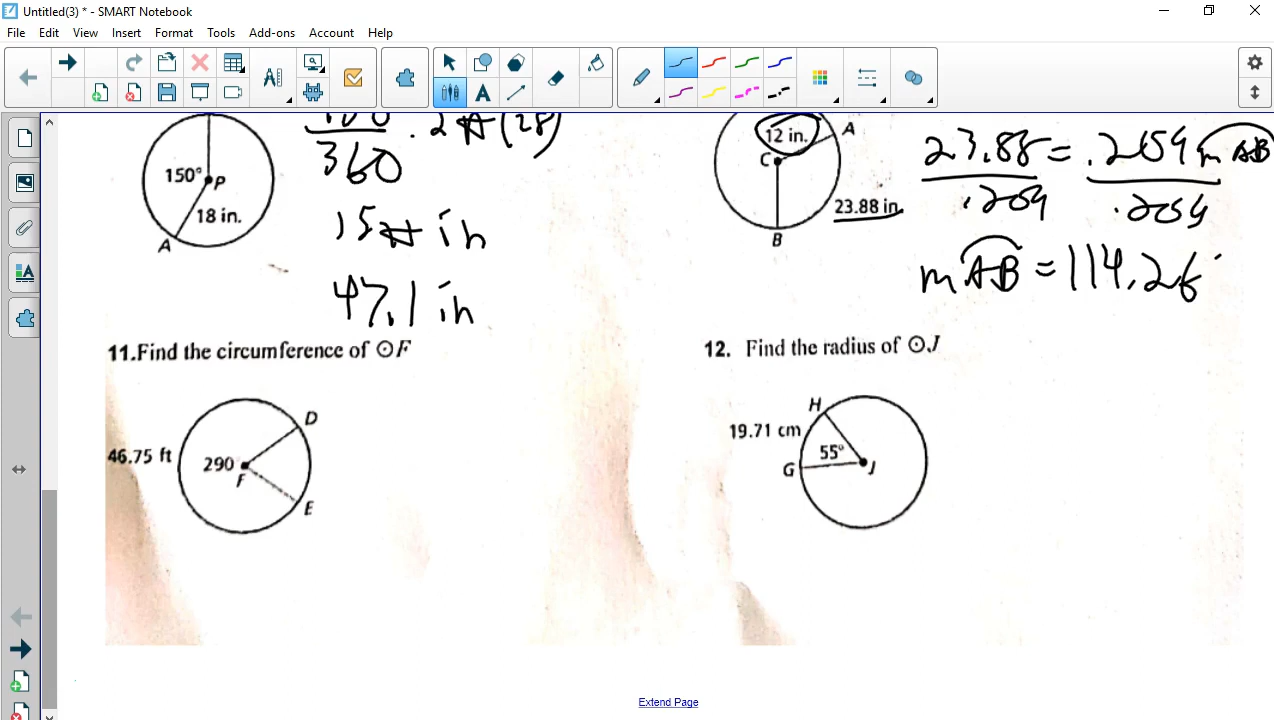 Untitled(3) * - SMART Notebook
File Edit View Insert Format Tools Add-ons Account Help
360 . 2π(18)
150°
P
18 in.
A
15π in
47.1 in
12 in.
A
C
23.88 in.
B
23.88 = .209 m AB
.209 .209
m AB = 114.26°
11.Find the circumference of ⊙F
D
46.75 ft
290
F
E
12. Find the radius of ⊙J
H
19.71 cm
55°
G
J
Extend Page